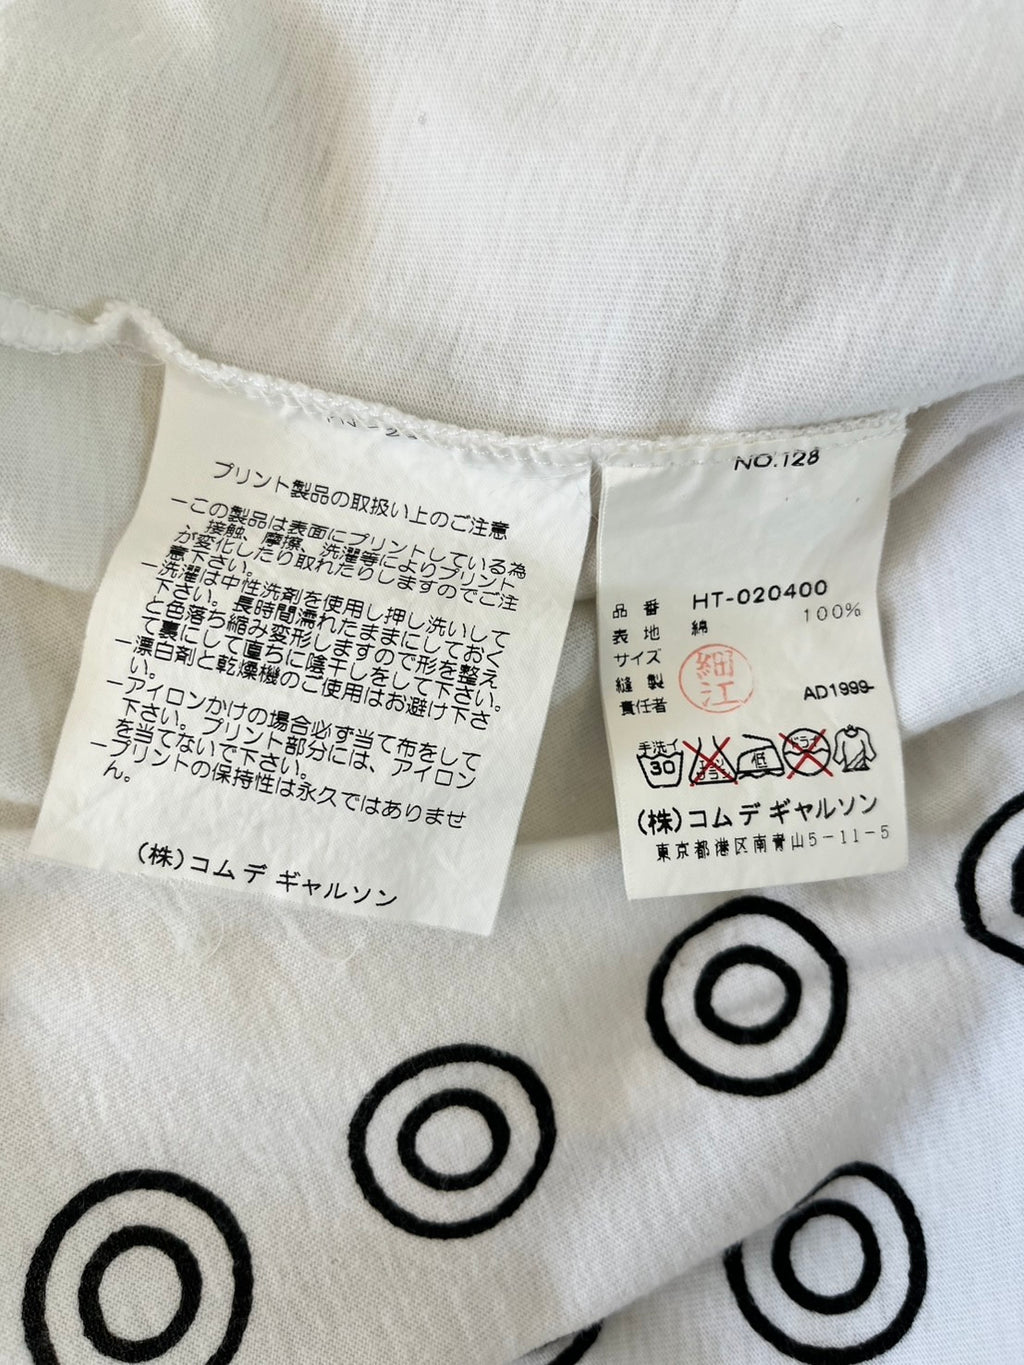 プリント製品の取扱い上のご注意
ーこの製品は表面にプリントしている為
、接触、摩擦、洗濯等によりプリント
が変化したり取れたりしますのでご注
意下さい。
ー洗濯は中性洗剤を使用し押し洗いして
下さい。長時間濡れたままにしておく
と色落ち縮み変形しますので形を整え
て裏にして直ちに陰干しをして下さい。
ー漂白剤と乾燥機のご使用はお避け下さ
い。
ーアイロンかけの場合必ず当て布をして
下さい。プリント部分には、アイロン
を当てないで下さい。
ープリントの保持性は永久ではありませ
ん。
(株)コム デ ギャルソン
NO.128
品番 HT-020400
表地 綿 100%
サイズ
縫製
責任者
細江
AD1999
手洗イ
30
エンソ
サラシ
低
ドライ
(株)コム デ ギャルソン
東京都港区南青山5-11-5